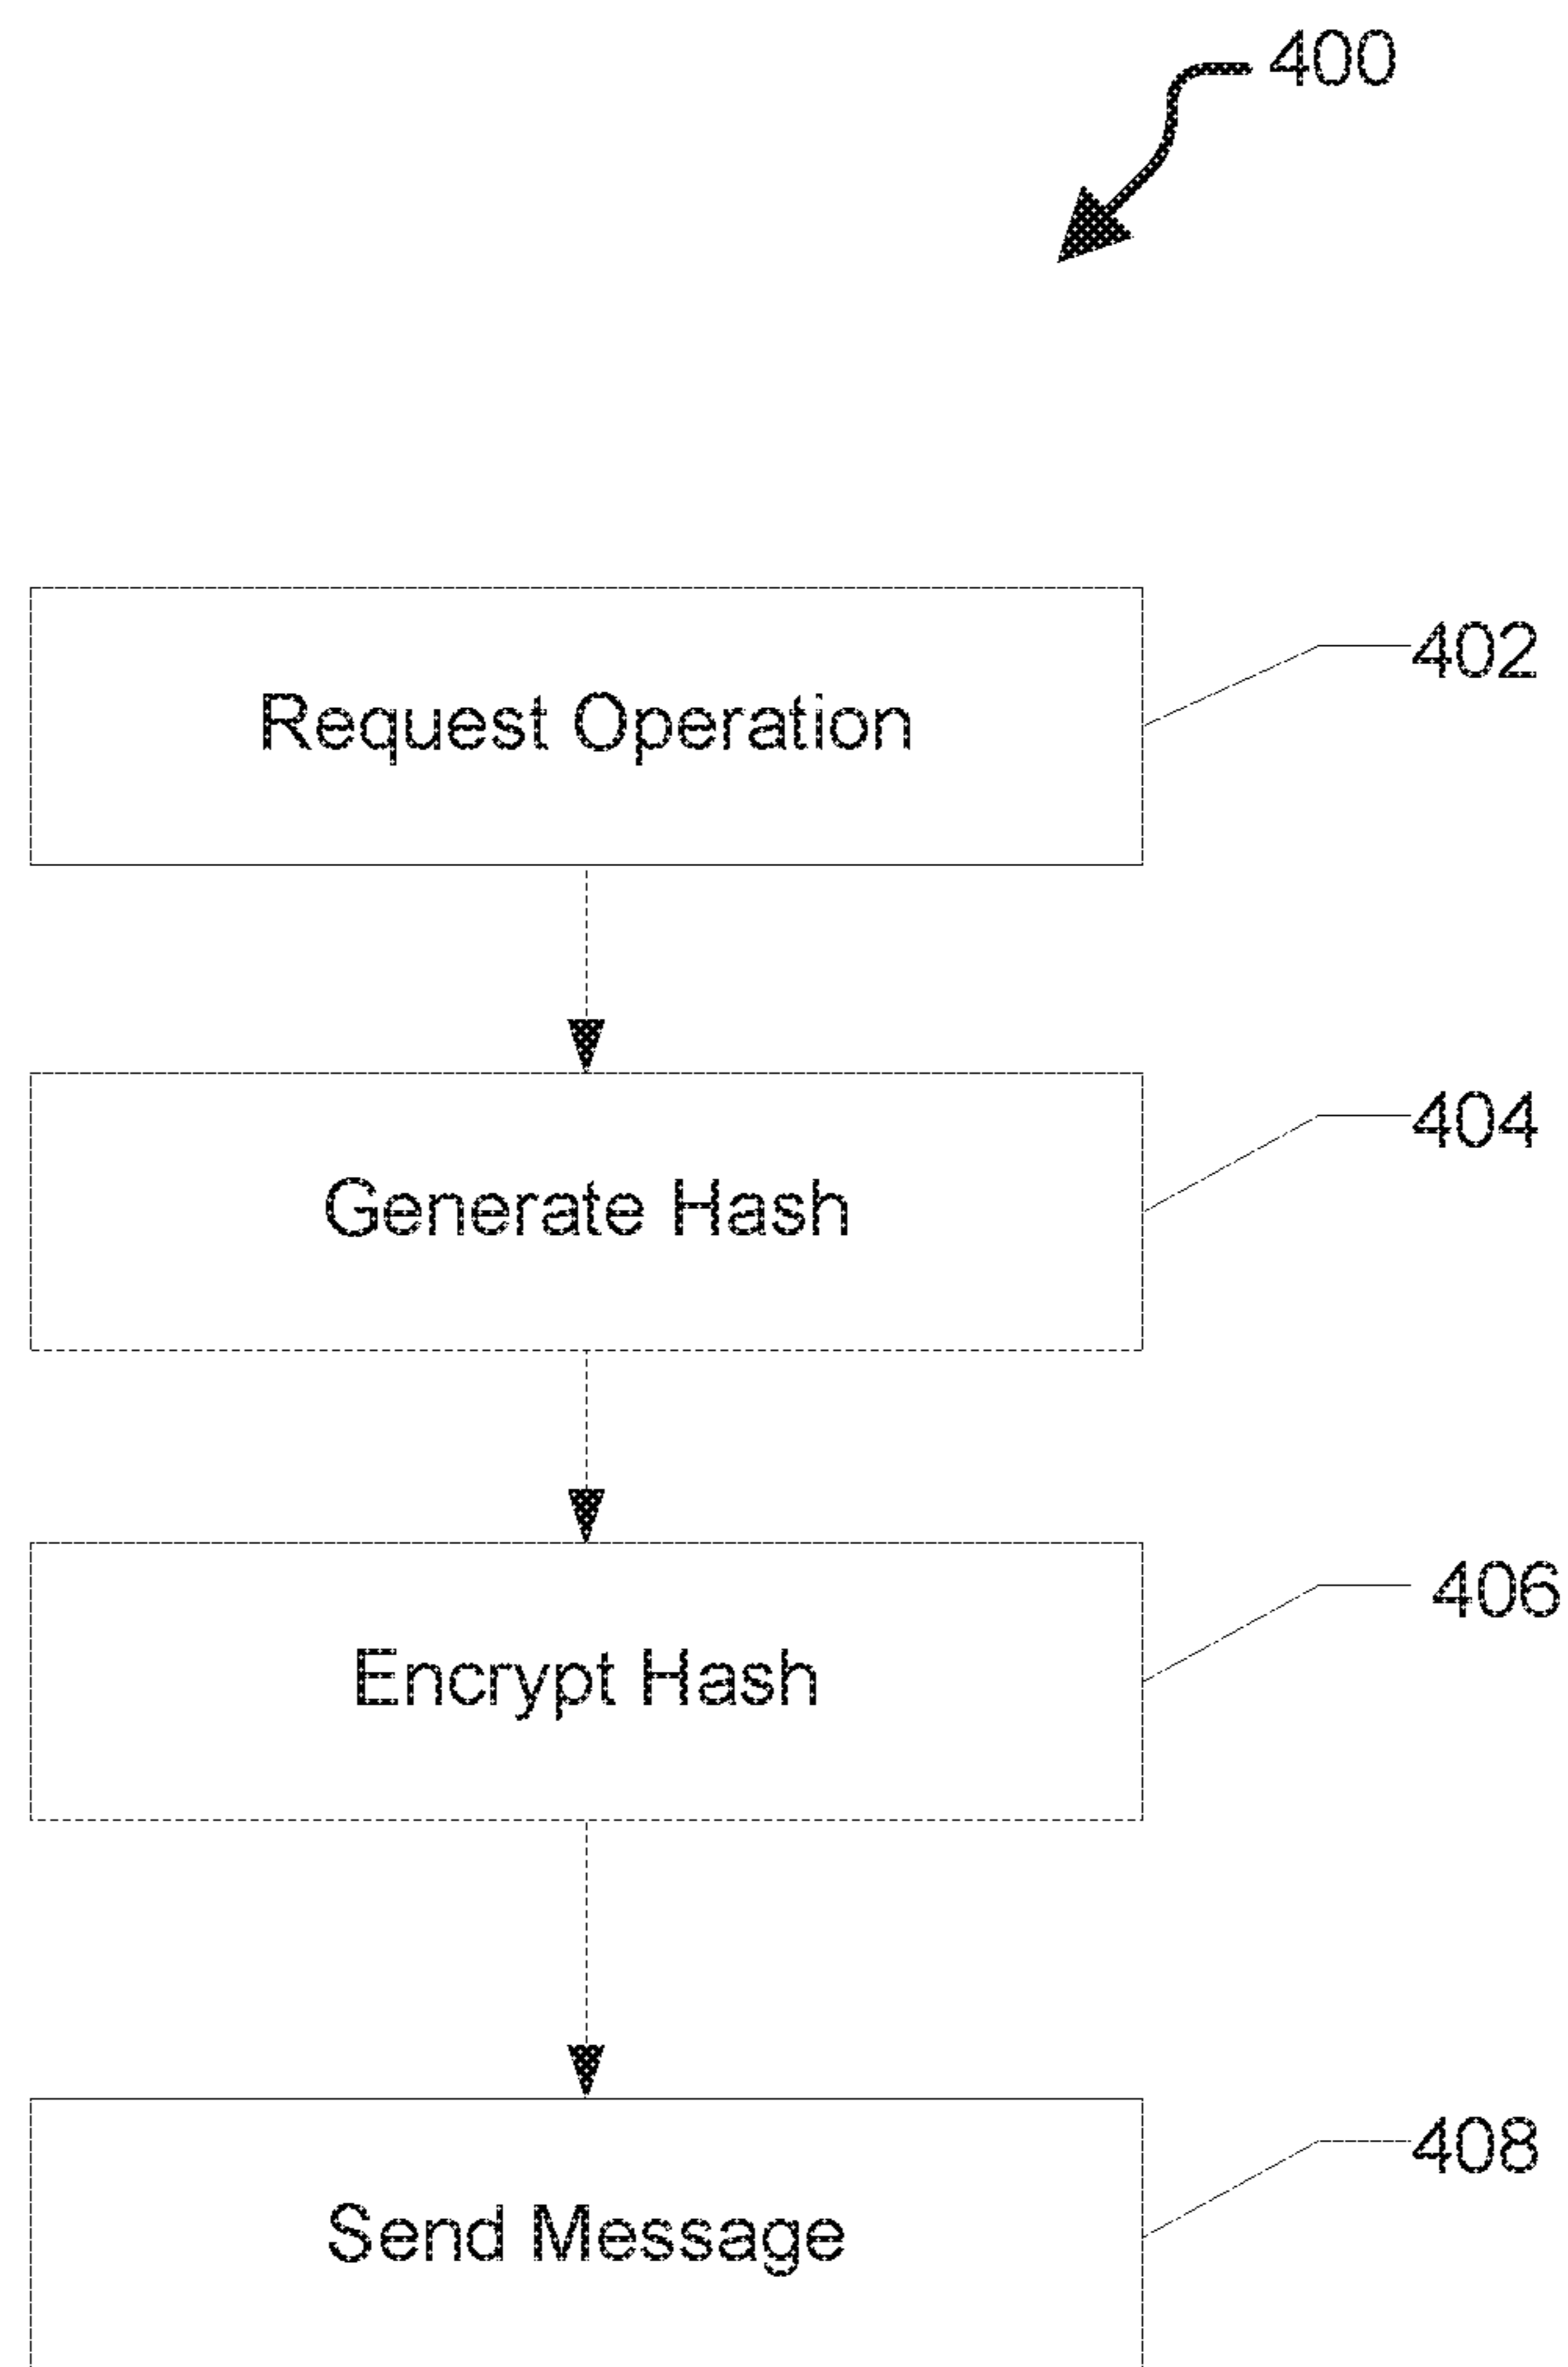 400
Request Operation
402
Generate Hash
404
Encrypt Hash
406
Send Message
408